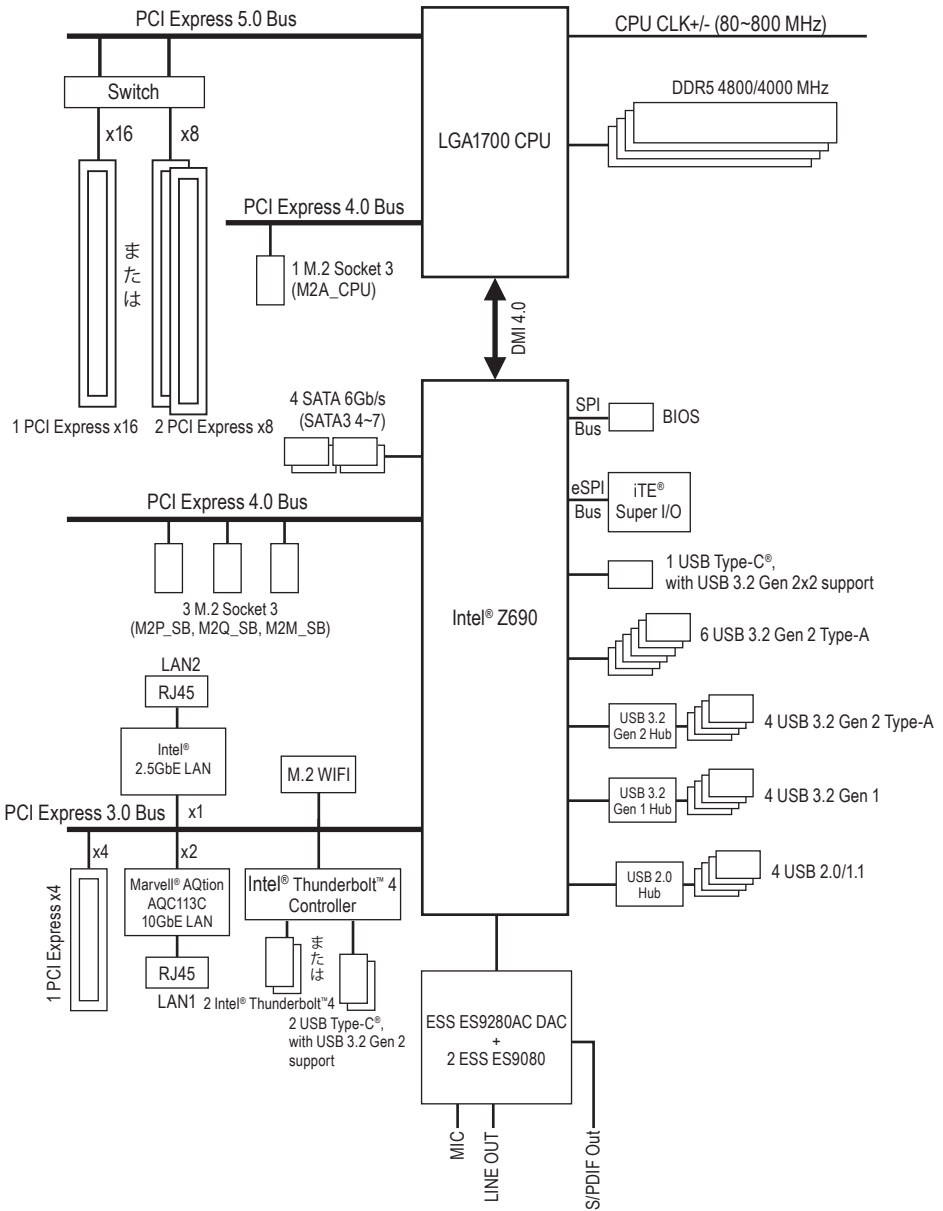 PCI Express 5.0 Bus
CPU CLK+/- (80~800 MHz)
Switch
x16
x8
DDR5 4800/4000 MHz
LGA1700 CPU
PCI Express 4.0 Bus
または
1 M.2 Socket 3
(M2A_CPU)
DMI 4.0
1 PCI Express x16
2 PCI Express x8
4 SATA 6Gb/s
(SATA3 4~7)
SPI
Bus
BIOS
eSPI
Bus
iTE®
Super I/O
PCI Express 4.0 Bus
1 USB Type-C®,
with USB 3.2 Gen 2x2 support
3 M.2 Socket 3
(M2P_SB, M2Q_SB, M2M_SB)
Intel® Z690
6 USB 3.2 Gen 2 Type-A
LAN2
RJ45
Intel®
2.5GbE LAN
M.2 WIFI
USB 3.2
Gen 2 Hub
4 USB 3.2 Gen 2 Type-A
PCI Express 3.0 Bus
x1
USB 3.2
Gen 1 Hub
4 USB 3.2 Gen 1
x4
x2
1 PCI Express x4
Marvell® AQtion
AQC113C
10GbE LAN
Intel® Thunderbolt™ 4
Controller
USB 2.0
Hub
4 USB 2.0/1.1
RJ45
LAN1
または
2 Intel® Thunderbolt™4
2 USB Type-C®,
with USB 3.2 Gen 2
support
ESS ES9280AC DAC
+
2 ESS ES9080
MIC
LINE OUT
S/PDIF Out